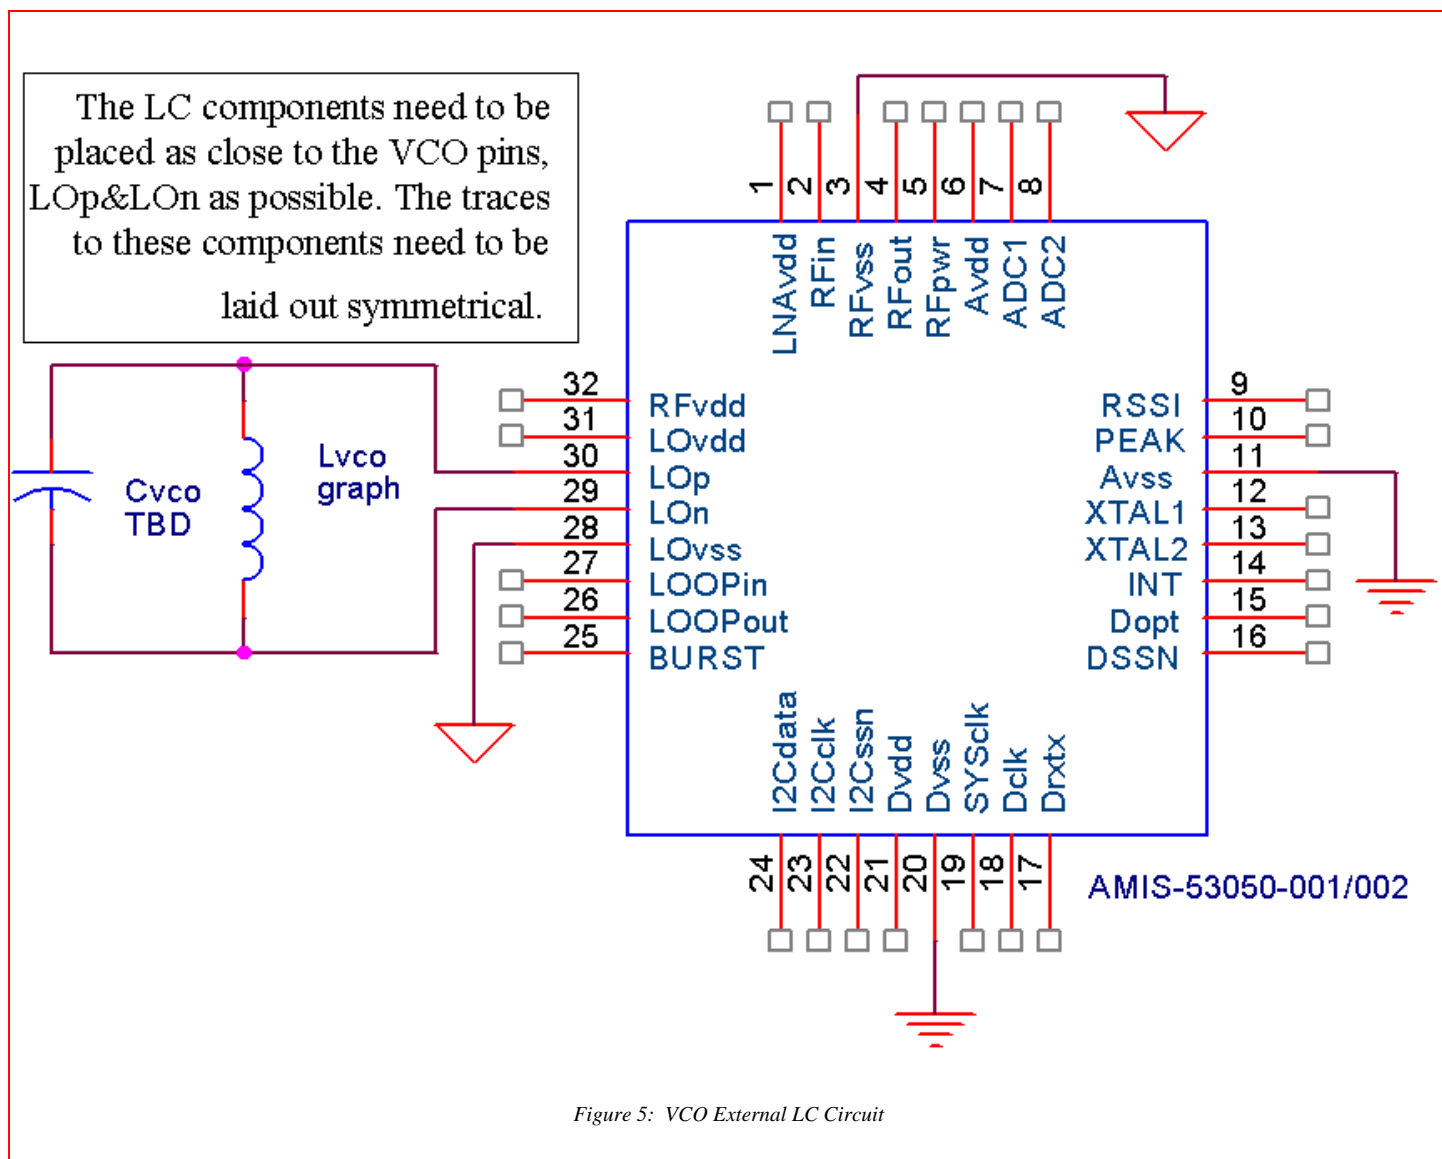 The LC components need to be
placed as close to the VCO pins,
LOp&LOn as possible. The traces
to these components need to be
laid out symmetrical.
1 2 3 4 5 6 7 8
LNAvdd RFin RFvss RFout RFpwr Avdd ADC1 ADC2
Cvco
TBD
Lvco
graph
32 RFvdd
31 LOvdd
30 LOp
29 LOn
28 LOvss
27 LOOPin
26 LOOPout
25 BURST
RSSI 9
PEAK 10
Avss 11
XTAL1 12
XTAL2 13
INT 14
Dopt 15
DSSN 16
I2Cdata I2Cclk I2Cssn Dvdd Dvss SYSclk Dclk Drxtx
24 23 22 21 20 19 18 17
AMIS-53050-001/002
Figure 5: VCO External LC Circuit